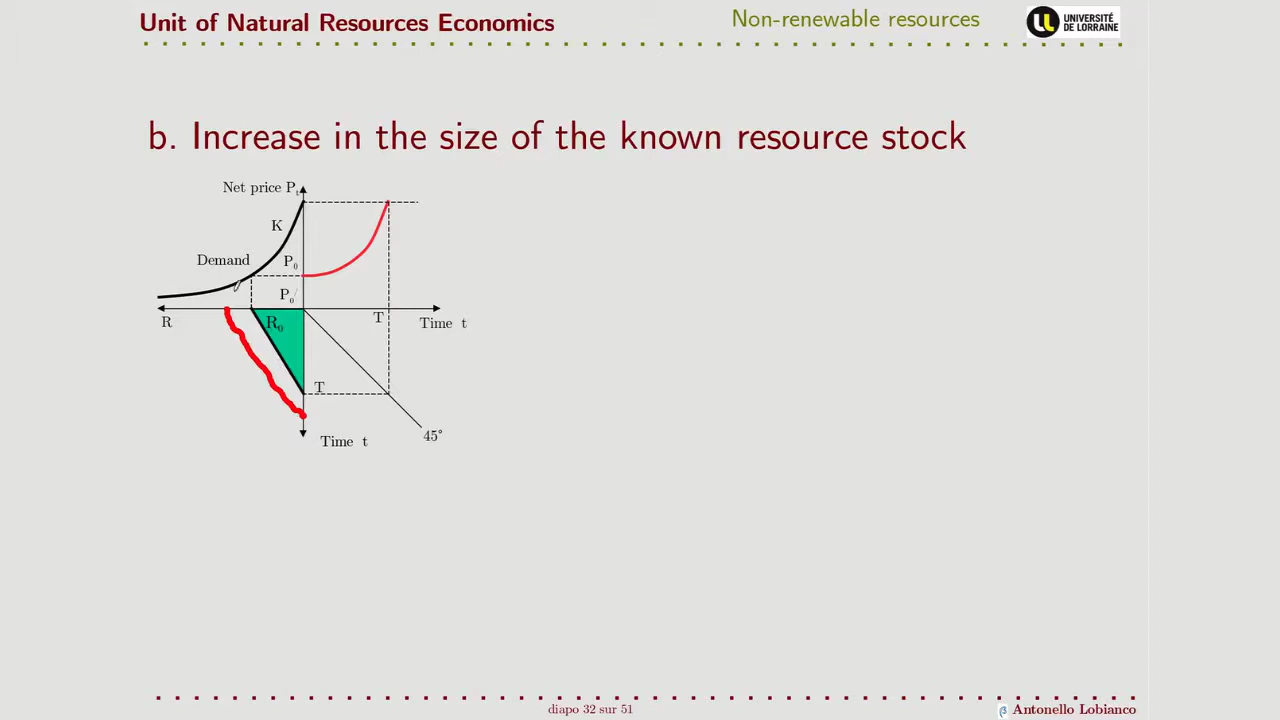 Unit of Natural Resources Economics
Non-renewable resources
UNIVERSITÉ
DE LORRAINE
b. Increase in the size of the known resource stock
Net price Pt
K
Demand
P0
P0/
R
R0
T
Time t
T
Time t
45°
diapo 32 sur 51
β Antonello Lobianco